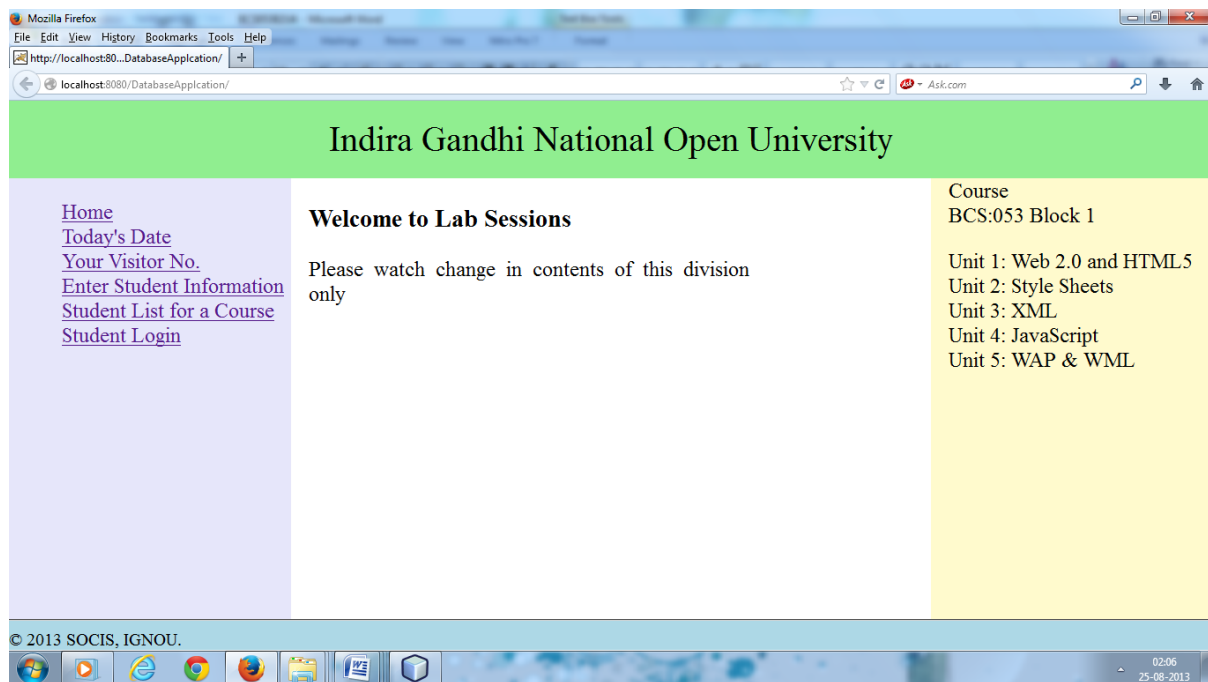 Mozilla Firefox
File Edit View History Bookmarks Tools Help
http://localhost:80...DatabaseApplcation/ +
localhost:8080/DatabaseApplcation/
Ask.com
Indira Gandhi National Open University
Home
Today's Date
Your Visitor No.
Enter Student Information
Student List for a Course
Student Login
Welcome to Lab Sessions
Please watch change in contents of this division
only
Course
BCS:053 Block 1
Unit 1: Web 2.0 and HTML5
Unit 2: Style Sheets
Unit 3: XML
Unit 4: JavaScript
Unit 5: WAP & WML
© 2013 SOCIS, IGNOU.
02:06
25-08-2013